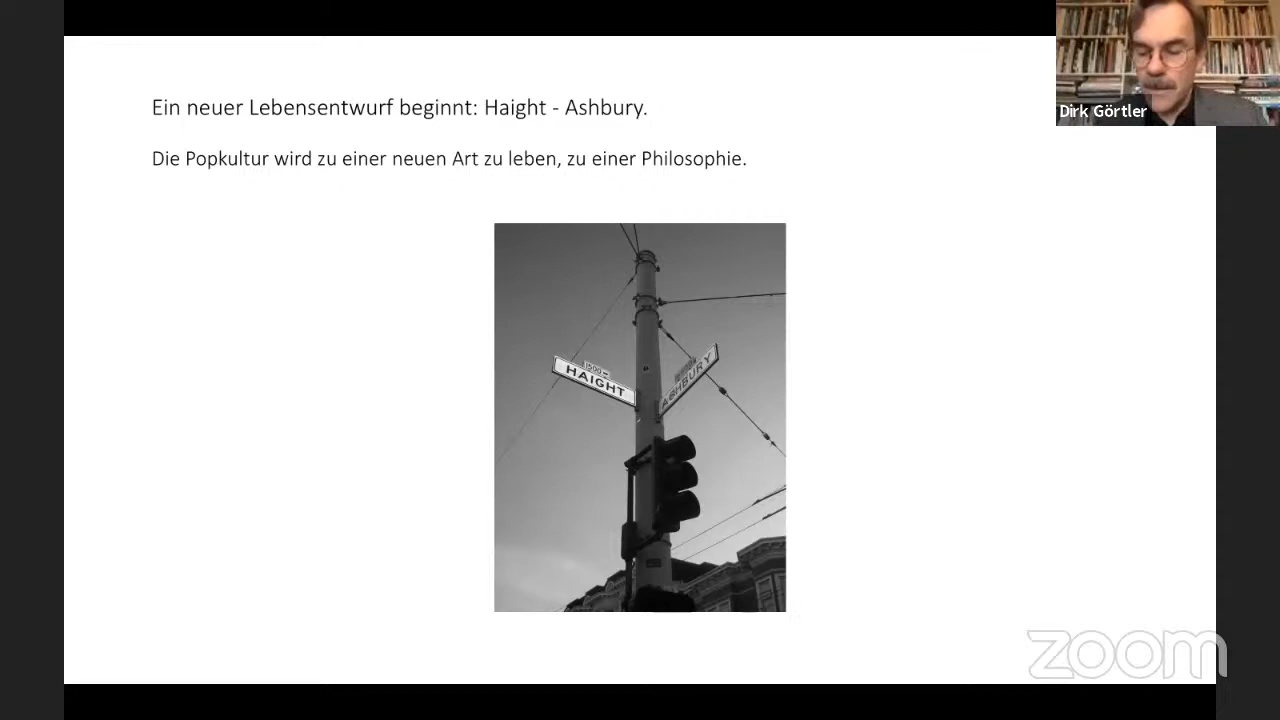 Ein neuer Lebensentwurf beginnt: Haight - Ashbury.
Die Popkultur wird zu einer neuen Art zu leben, zu einer Philosophie.
Dirk Görtler
1500
HAIGHT
ASHBURY
zoom